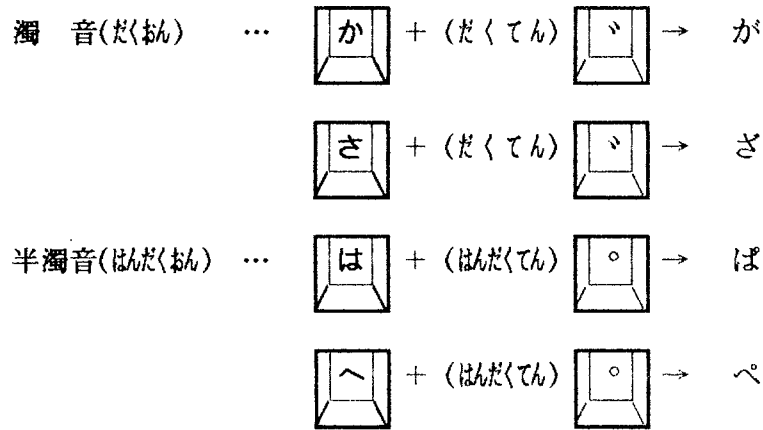 濁　音(だくおん)　…　か　＋　(だくてん)　゛　→　が
さ　＋　(だくてん)　゛　→　ざ
半濁音(はんだくおん)　…　は　＋　(はんだくてん)　゜　→　ぱ
へ　＋　(はんだくてん)　゜　→　ぺ